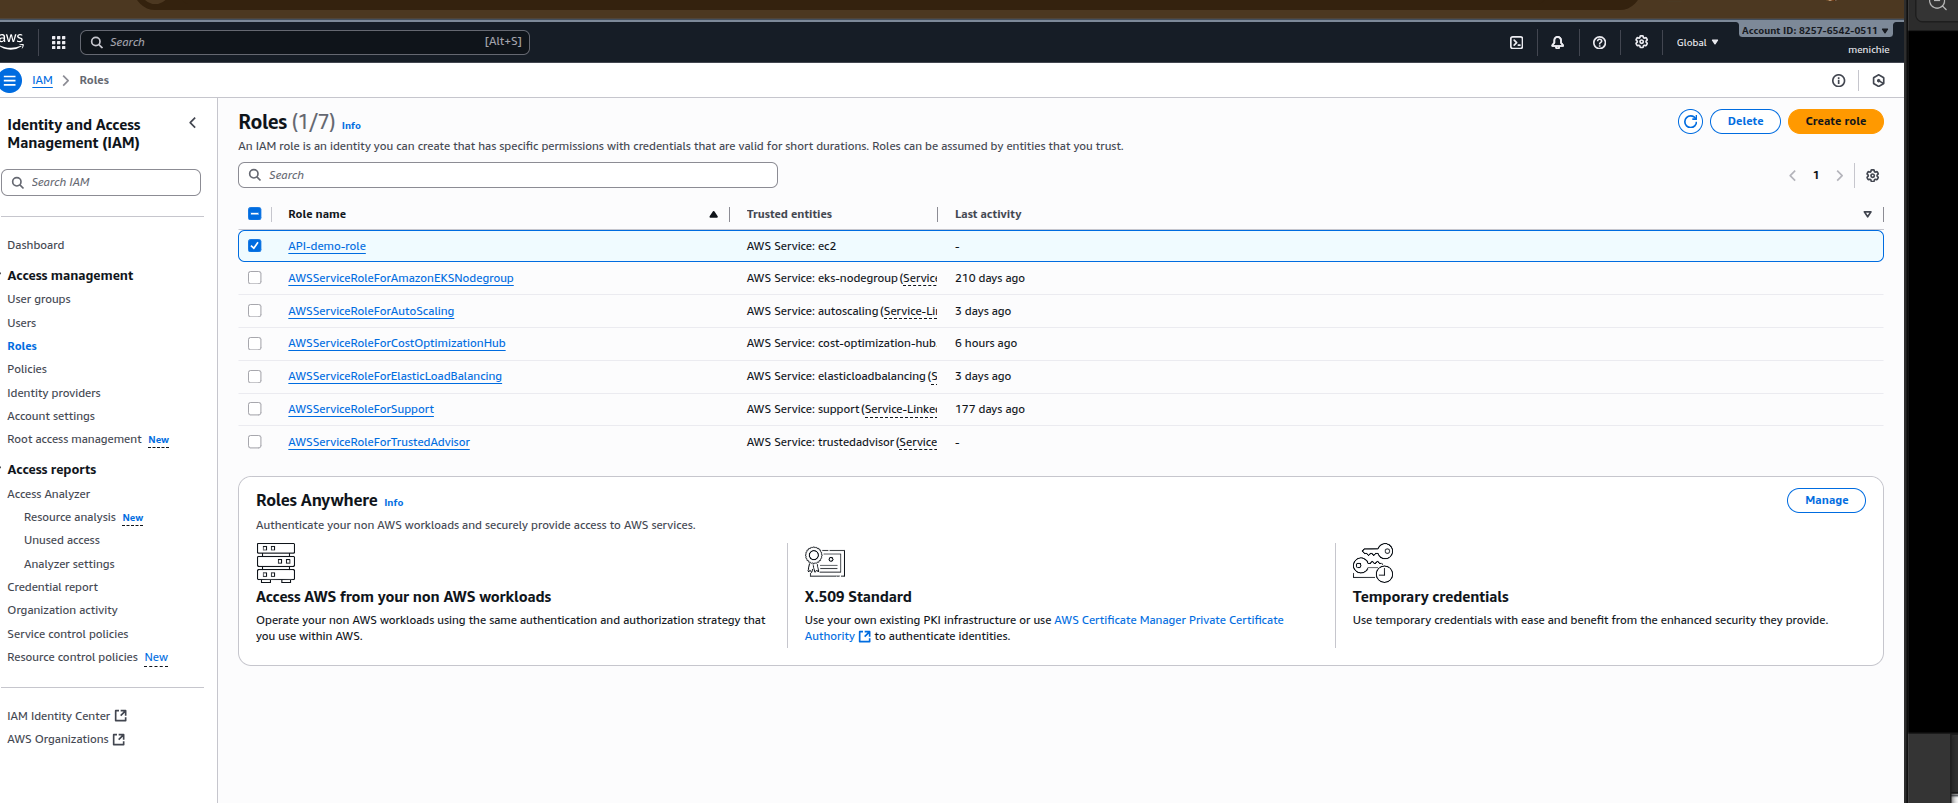 aws
Search [Alt+S]
Global
Account ID: 8257-6542-0511
menichie
IAM
Roles
Identity and Access Management (IAM)
Search IAM
Dashboard
Access management
User groups
Users
Roles
Policies
Identity providers
Account settings
Root access management New
Access reports
Access Analyzer
Resource analysis New
Unused access
Analyzer settings
Credential report
Organization activity
Service control policies
Resource control policies New
IAM Identity Center
AWS Organizations
Roles (1/7) Info
Delete
Create role
An IAM role is an identity you can create that has specific permissions with credentials that are valid for short durations. Roles can be assumed by entities that you trust.
Search
1
Role name Trusted entities Last activity
API-demo-role AWS Service: ec2 -
AWSServiceRoleForAmazonEKSNodegroup AWS Service: eks-nodegroup (Servic 210 days ago
AWSServiceRoleForAutoScaling AWS Service: autoscaling (Service-Li 3 days ago
AWSServiceRoleForCostOptimizationHub AWS Service: cost-optimization-hub 6 hours ago
AWSServiceRoleForElasticLoadBalancing AWS Service: elasticloadbalancing (S 3 days ago
AWSServiceRoleForSupport AWS Service: support (Service-Linke 177 days ago
AWSServiceRoleForTrustedAdvisor AWS Service: trustedadvisor (Service -
Roles Anywhere Info
Manage
Authenticate your non AWS workloads and securely provide access to AWS services.
Access AWS from your non AWS workloads
Operate your non AWS workloads using the same authentication and authorization strategy that
you use within AWS.
X.509 Standard
Use your own existing PKI infrastructure or use AWS Certificate Manager Private Certificate
Authority to authenticate identities.
Temporary credentials
Use temporary credentials with ease and benefit from the enhanced security they provide.